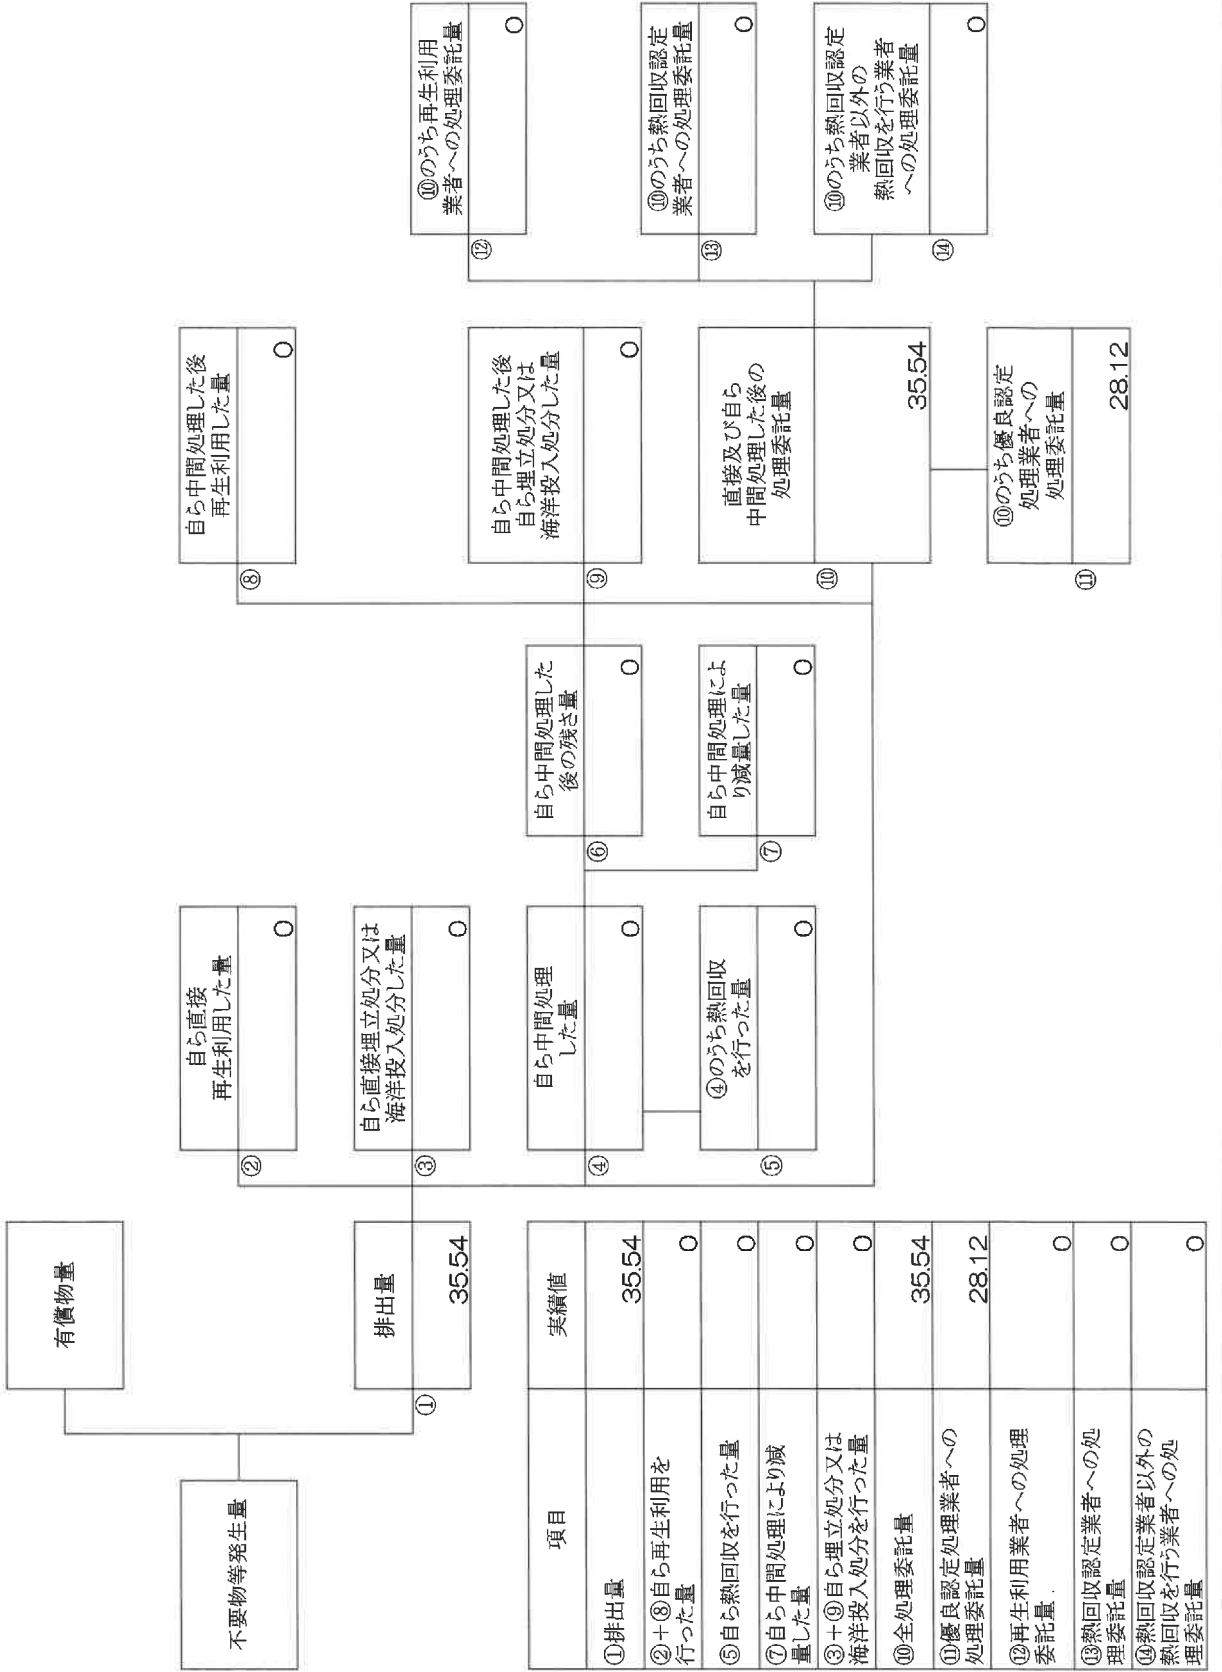 不要物等発生量
有償物量
①
排出量
35.54
②
自ら直接
再生利用した量
0
③
自ら直接埋立処分又は
海洋投入処分した量
0
④
自ら中間処理
した量
0
⑤
④のうち熱回収
を行った量
0
⑥
自ら中間処理した
後の残さ量
0
⑦
自ら中間処理によ
り減量した量
0
⑧
自ら中間処理した後
再生利用した量
0
⑨
自ら中間処理した後
自ら埋立処分又は
海洋投入処分した量
0
⑩
直接及び自ら
中間処理した後の
処理委託量
35.54
⑪
⑩のうち優良認定
処理業者への
処理委託量
28.12
⑫
⑩のうち再生利用
業者への処理委託量
0
⑬
⑩のうち熱回収認定
業者への処理委託量
0
⑭
⑩のうち熱回収認定
業者以外の
熱回収を行う業者
への処理委託量
0
項目
実績値
①排出量
35.54
②＋⑧自ら再生利用を
行った量
0
⑤自ら熱回収を行った量
0
⑦自ら中間処理により減
量した量
0
③＋⑨自ら埋立処分又は
海洋投入処分を行った量
0
⑩全処理委託量
35.54
⑪優良認定処理業者への
処理委託量
28.12
⑫再生利用業者への処理
委託量
0
⑬熱回収認定業者への処
理委託量
0
⑭熱回収認定業者以外の
熱回収を行う業者への処
理委託量
0